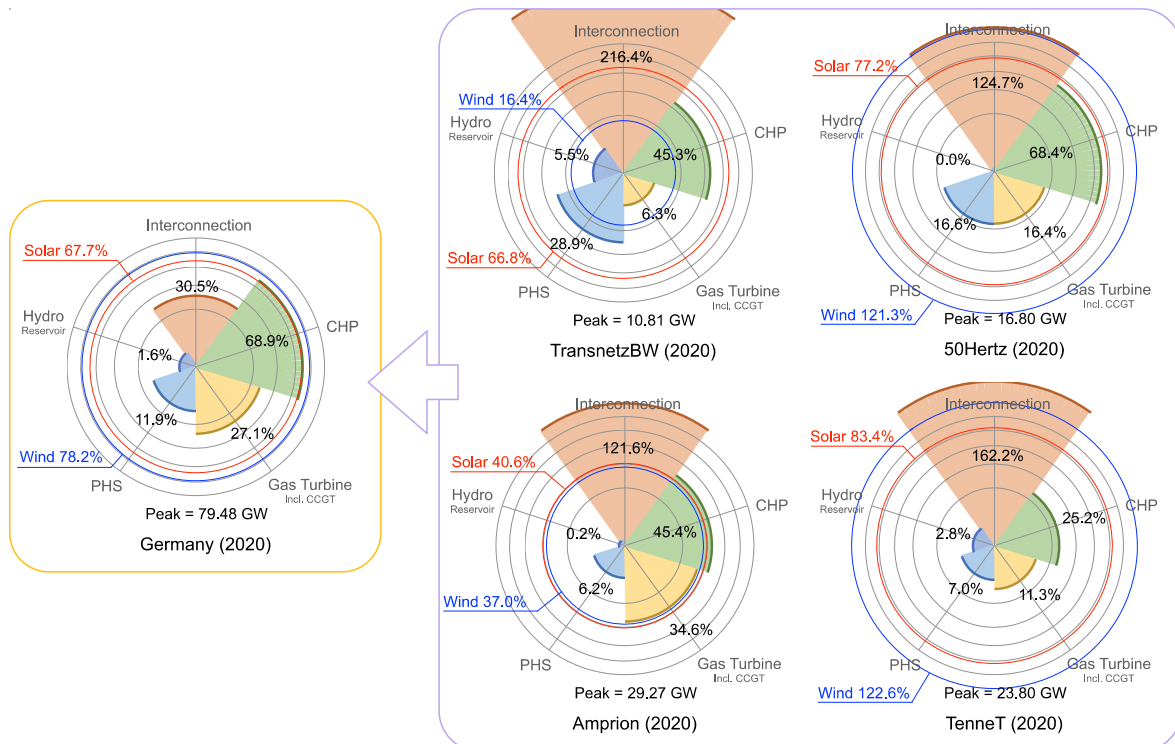 Interconnection
Solar 67.7%
30.5%
Hydro
Reservoir
CHP
68.9%
1.6%
11.9%
27.1%
Wind 78.2%
PHS
Gas Turbine
Incl. CCGT
Peak = 79.48 GW
Germany (2020)
Interconnection
216.4%
Wind 16.4%
Hydro
Reservoir
CHP
5.5%
45.3%
6.3%
28.9%
Solar 66.8%
PHS
Gas Turbine
Incl. CCGT
Peak = 10.81 GW
TransnetzBW (2020)
Interconnection
Solar 77.2%
124.7%
Hydro
Reservoir
CHP
0.0%
68.4%
16.6%
16.4%
PHS
Gas Turbine
Incl. CCGT
Wind 121.3%
Peak = 16.80 GW
50Hertz (2020)
Interconnection
121.6%
Solar 40.6%
Hydro
Reservoir
CHP
0.2%
45.4%
6.2%
Wind 37.0%
34.6%
PHS
Gas Turbine
Incl. CCGT
Peak = 29.27 GW
Amprion (2020)
Interconnection
Solar 83.4%
162.2%
Hydro
Reservoir
CHP
25.2%
2.8%
7.0%
11.3%
PHS
Gas Turbine
Incl. CCGT
Wind 122.6%
Peak = 23.80 GW
TenneT (2020)